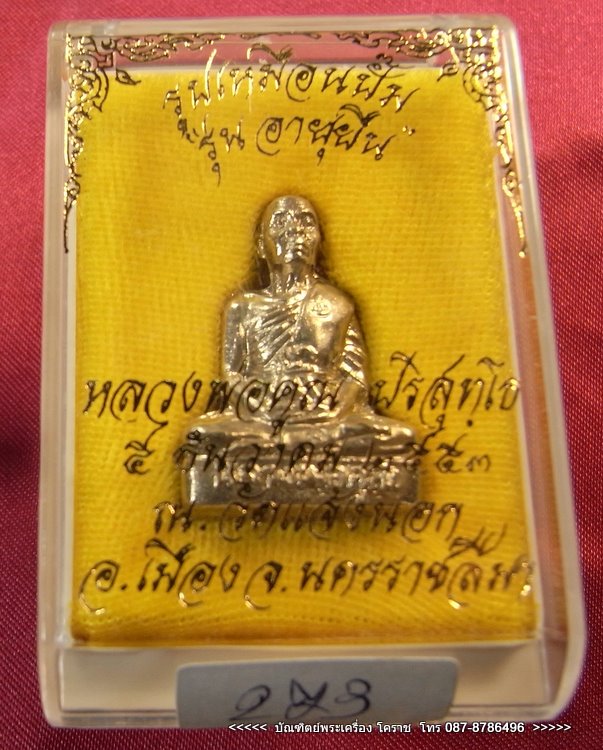 รูปเหมือนปั๊ม
"รุ่น อายุยืน"
หลวงพ่อคูณ ปริสุทฺโธ
๕ ธันวาคม ๒๕๕๓
ณ.วัดแจ้งนอก
อ.เมือง จ.นครราชสีมา
<<<<< บัณฑิตย์พระเครื่อง โคราช โทร 087-8786496 >>>>>